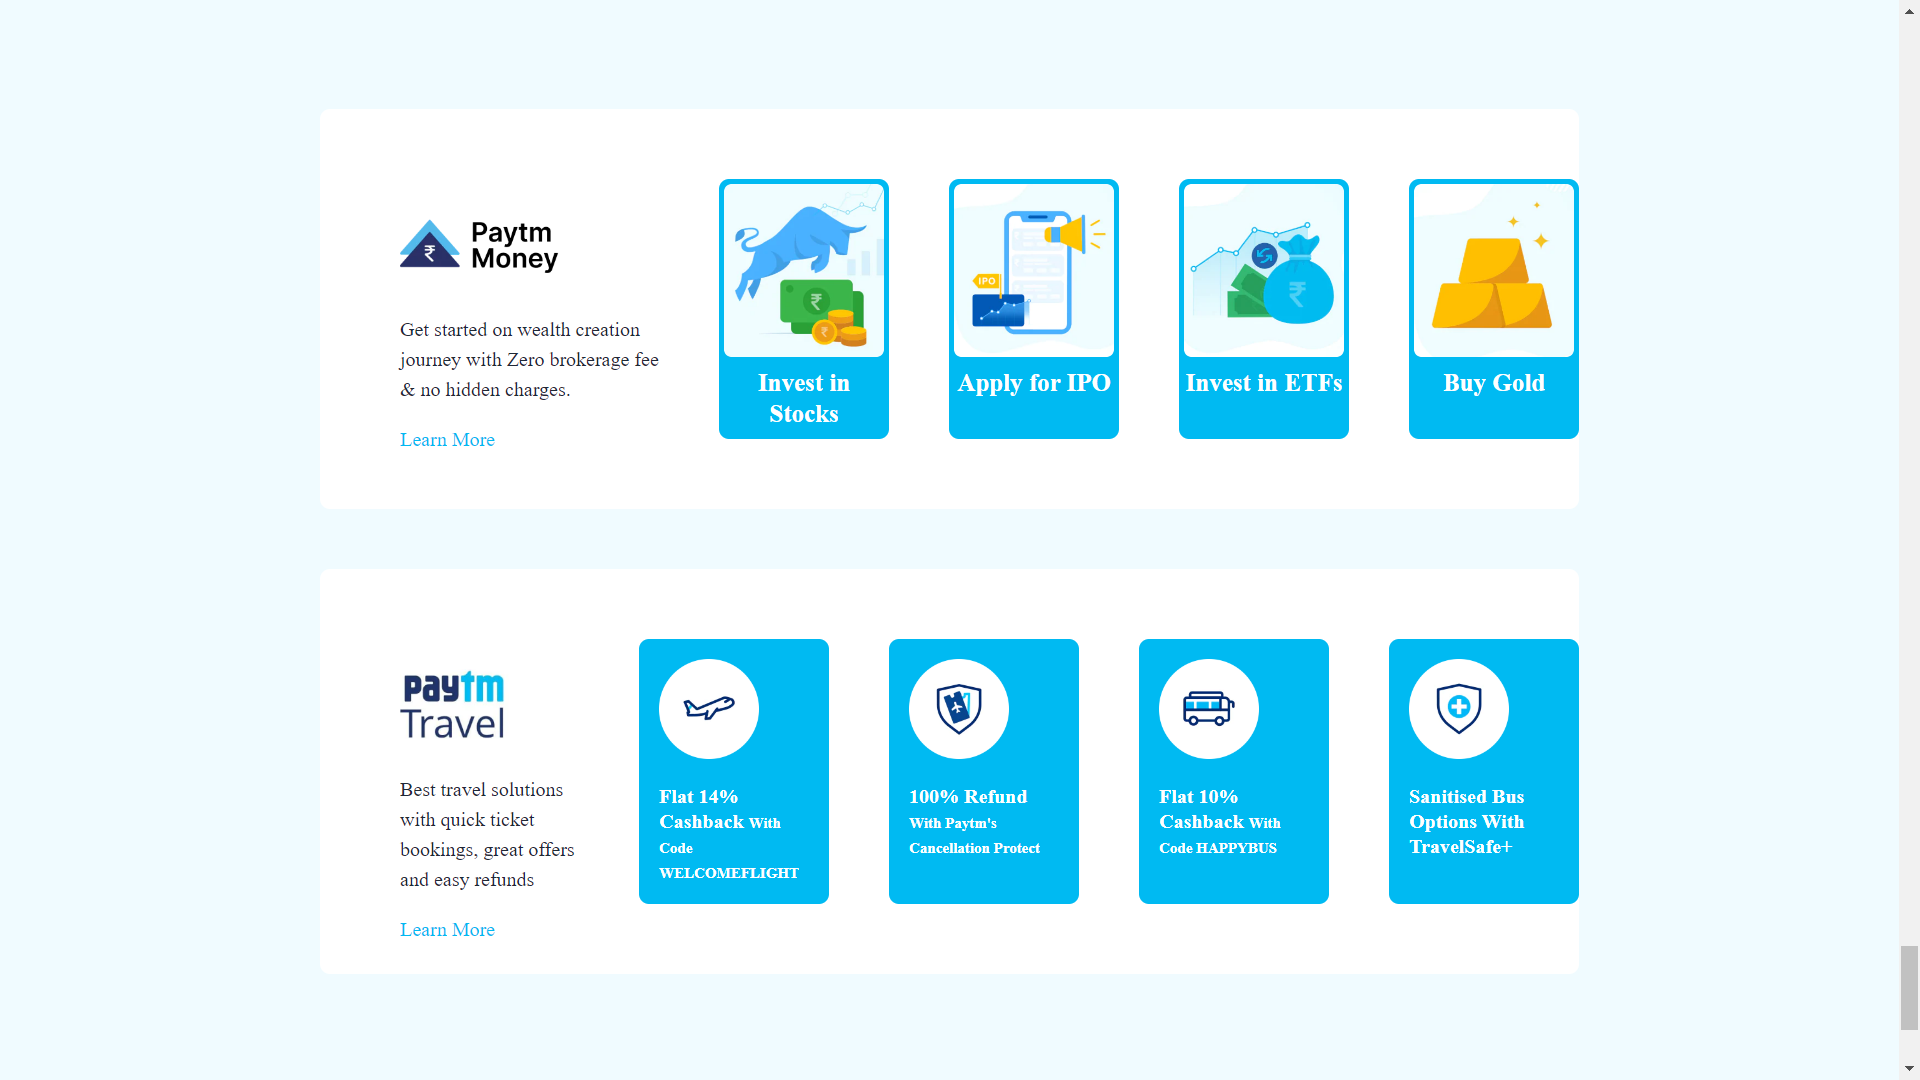 Paytm
Money
Get started on wealth creation
journey with Zero brokerage fee
& no hidden charges.
Learn More
₹
Invest in
Stocks
IPO
Apply for IPO
Invest in ETFs
Buy Gold
paytm
Travel
Best travel solutions
with quick ticket
bookings, great offers
and easy refunds
Learn More
Flat 14%
Cashback With
Code
WELCOMEFLIGHT
100% Refund
With Paytm's
Cancellation Protect
Flat 10%
Cashback With
Code HAPPYBUS
Sanitised Bus
Options With
TravelSafe+